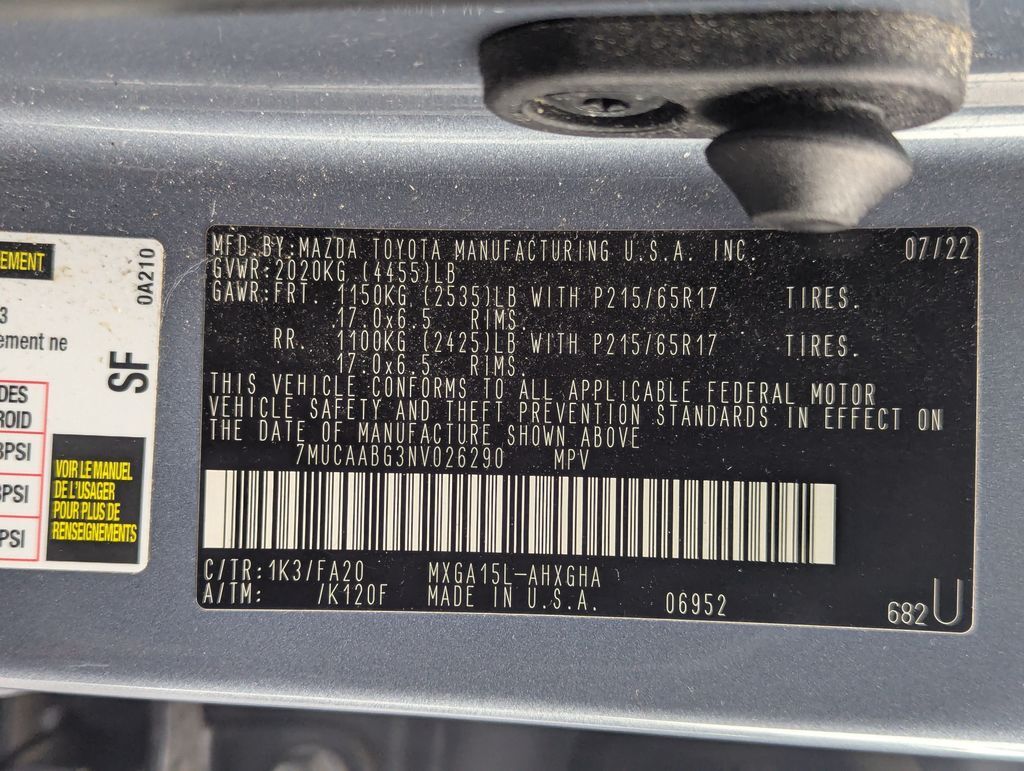 MFD.BY:MAZDA TOYOTA MANUFACTURING U.S.A. INC. 07/22
GVWR:2020KG (4455)LB
GAWR:FRT. 1150KG (2535)LB WITH P215/65R17 TIRES.
17.0x6.5 RIMS.
RR. 1100KG (2425)LB WITH P215/65R17 TIRES.
17.0x6.5 RIMS.
THIS VEHICLE CONFORMS TO ALL APPLICABLE FEDERAL MOTOR
VEHICLE SAFETY AND THEFT PREVENTION STANDARDS IN EFFECT ON
THE DATE OF MANUFACTURE SHOWN ABOVE
7MUCAABG3NV026290 MPV
C/TR:1K3/FA20 MXGA15L-AHXGHA
A/TM: /K120F MADE IN U.S.A. 06952
682 U
EMENT
0A210
3
ement ne
SF
DES
ROID
PSI
PSI
PSI
VOIR LE MANUEL
DE L'USAGER
POUR PLUS DE
RENSEIGNEMENTS